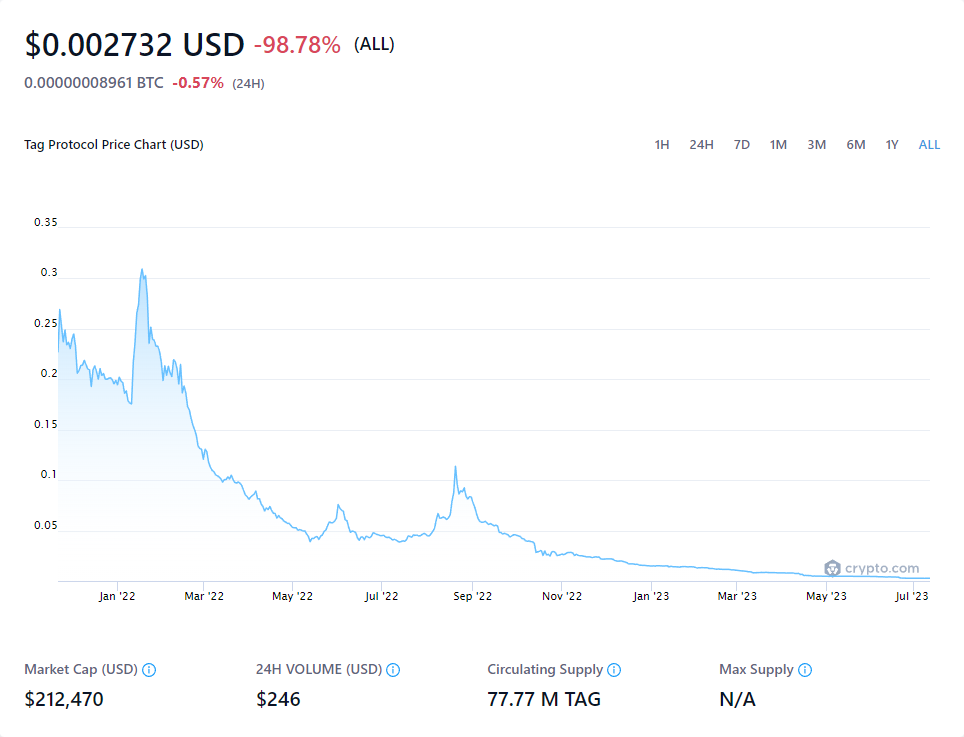 $0.002732 USD -98.78% (ALL)
0.00000008961 BTC -0.57% (24H)
Tag Protocol Price Chart (USD) 1H 24H 7D 1M 3M 6M 1Y ALL
0.35
0.3
0.25
0.2
0.15
0.1
0.05
crypto.com
Jan '22 Mar '22 May '22 Jul '22 Sep '22 Nov '22 Jan '23 Mar '23 May '23 Jul '23
Market Cap (USD) 24H VOLUME (USD) Circulating Supply Max Supply
$212,470 $246 77.77 M TAG N/A